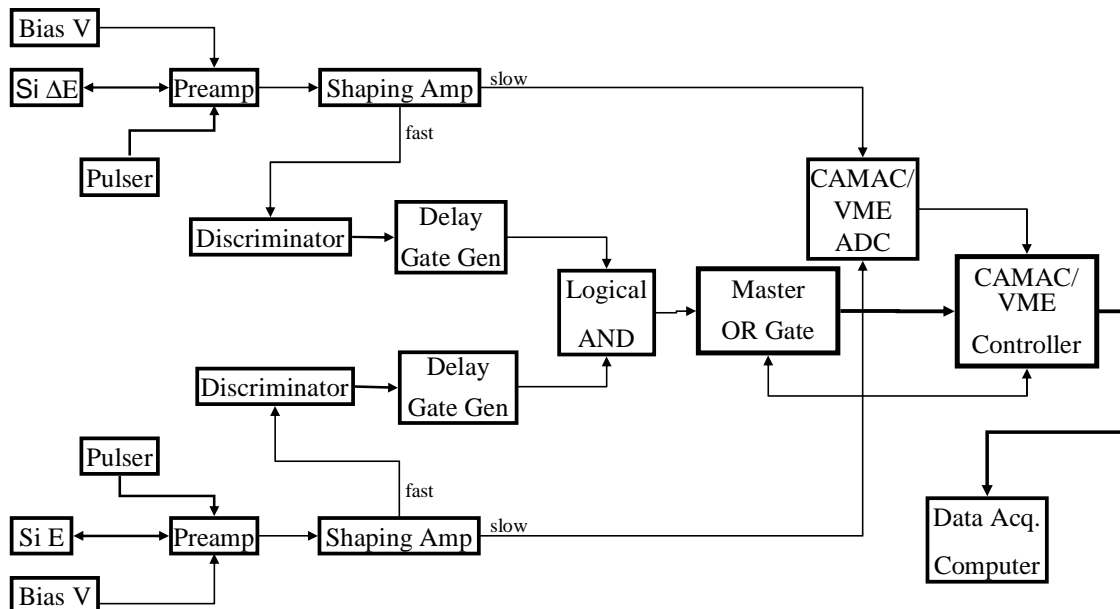 Bias V
Si ΔE
Preamp
Shaping Amp
slow
fast
Pulser
CAMAC/
VME
ADC
Discriminator
Delay
Gate Gen
Logical
AND
Master
OR Gate
CAMAC/
VME
Controller
Discriminator
Delay
Gate Gen
Pulser
fast
Si E
Preamp
Shaping Amp
slow
Bias V
Data Acq.
Computer